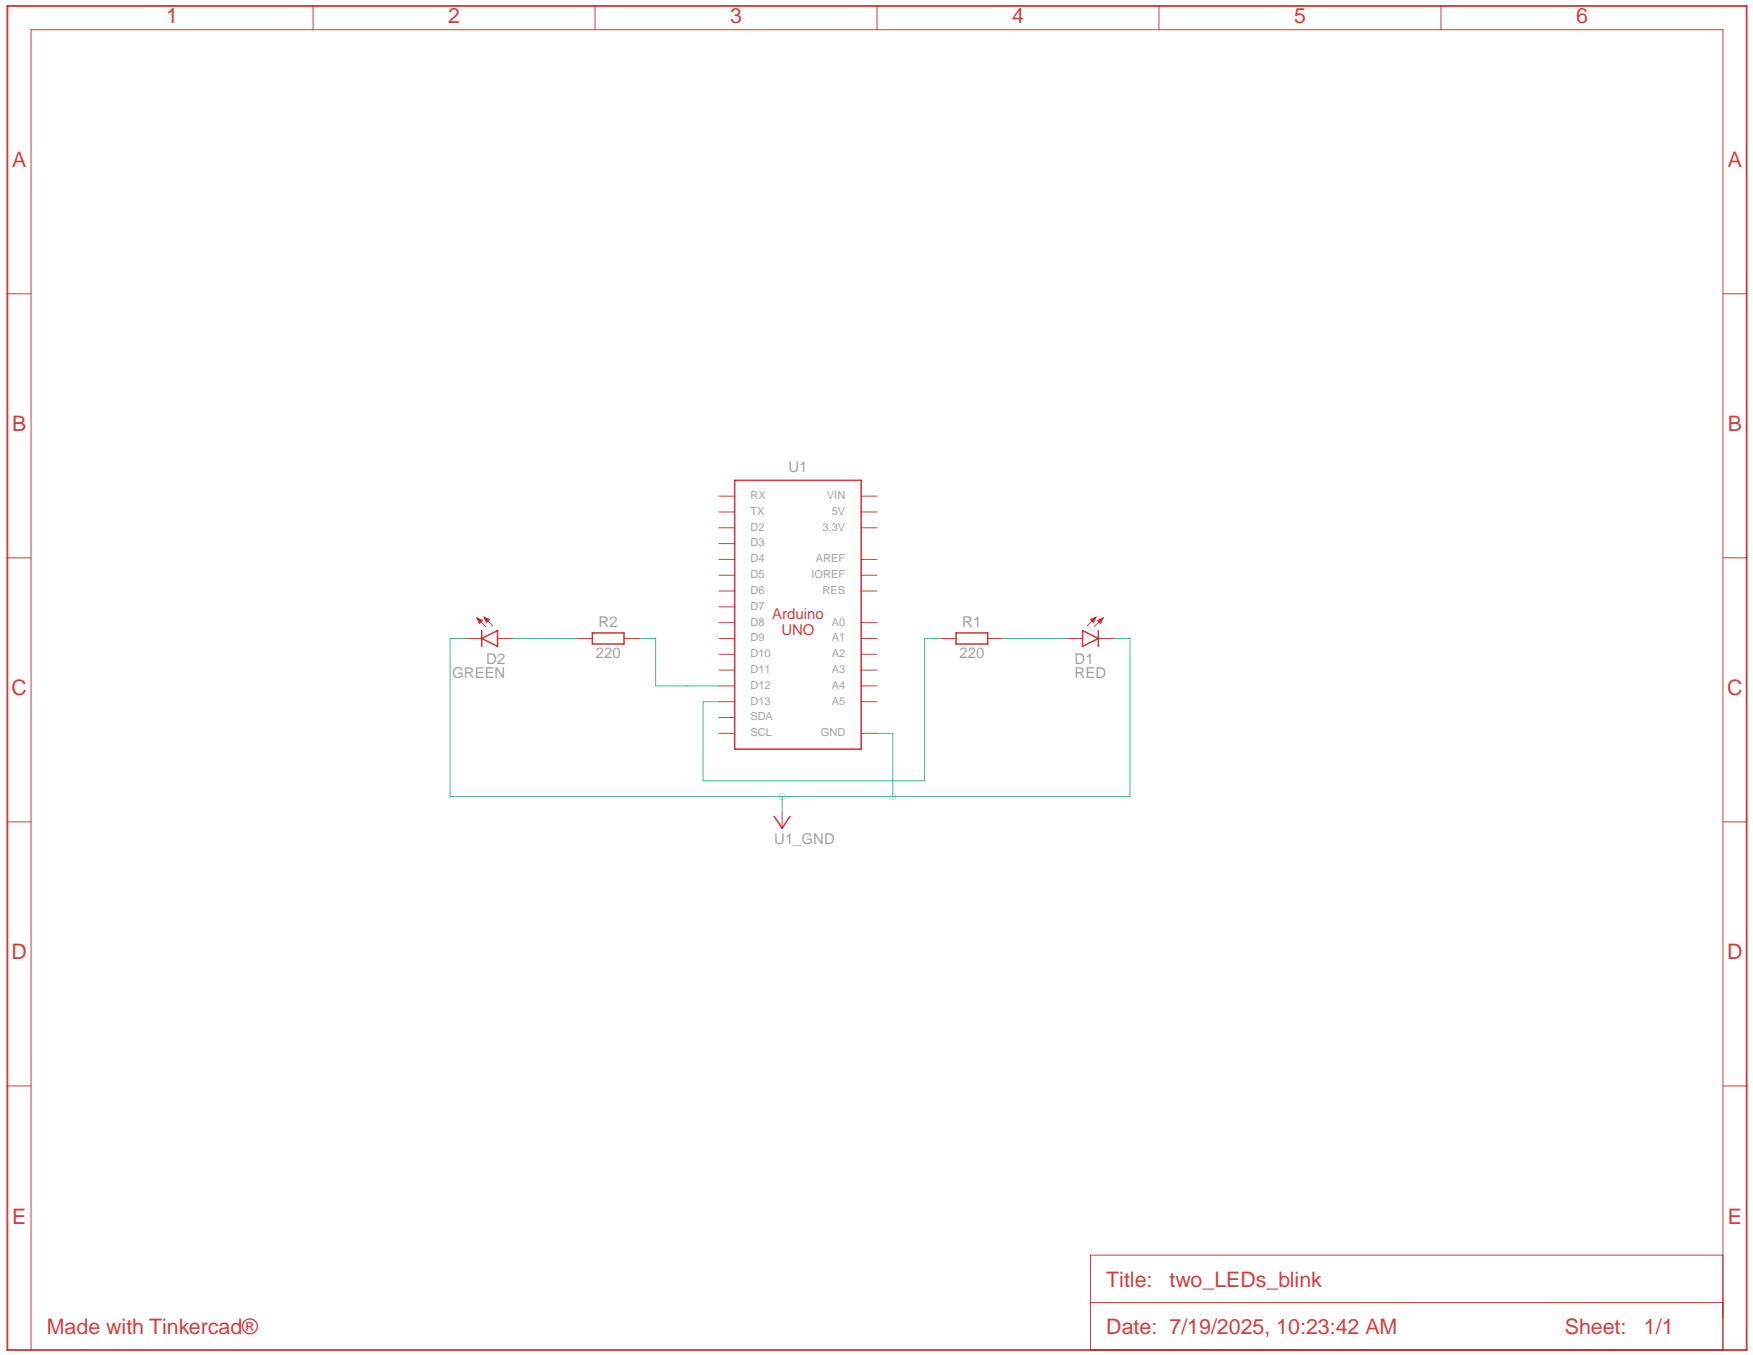 1 2 3 4 5 6
A A
B B
U1
RX VIN
TX 5V
D2 3.3V
D3
D4 AREF
D5 IOREF
D6 RES
D7
Arduino
UNO
D8 A0
D9 A1
D10 A2
D11 A3
D12 A4
D13 A5
SDA
SCL GND
R2
220
D2
GREEN
R1
220
D1
RED
C C
U1_GND
D D
E E
Title: two_LEDs_blink
Date: 7/19/2025, 10:23:42 AM Sheet: 1/1
Made with Tinkercad®